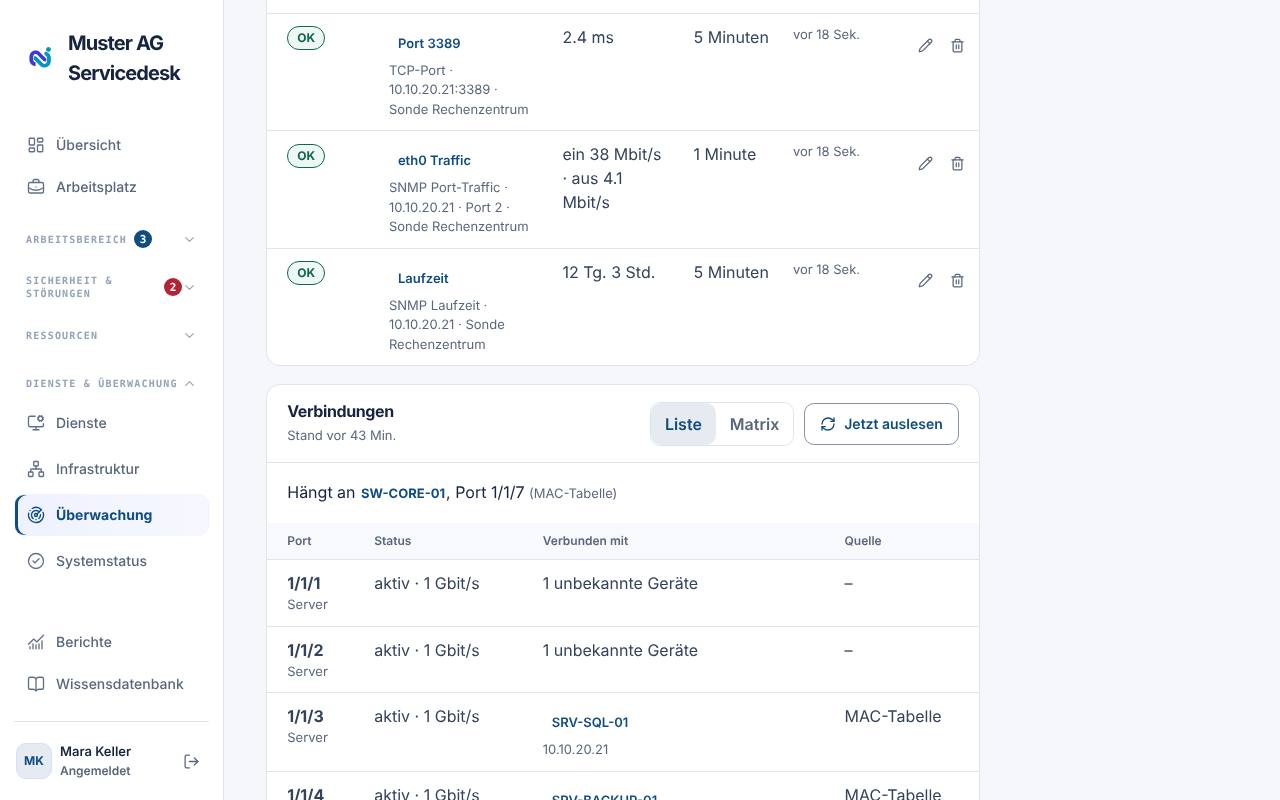 Muster AG
Servicedesk
Übersicht
Arbeitsplatz
ARBEITSBEREICH 3
SICHERHEIT &
STÖRUNGEN 2
RESSOURCEN
DIENSTE & ÜBERWACHUNG
Dienste
Infrastruktur
Überwachung
Systemstatus
Berichte
Wissensdatenbank
MK
Mara Keller
Angemeldet
OK Port 3389 2.4 ms 5 Minuten vor 18 Sek.
TCP-Port ·
10.10.20.21:3389 ·
Sonde Rechenzentrum
OK eth0 Traffic ein 38 Mbit/s 1 Minute vor 18 Sek.
· aus 4.1
Mbit/s
SNMP Port-Traffic ·
10.10.20.21 · Port 2 ·
Sonde Rechenzentrum
OK Laufzeit 12 Tg. 3 Std. 5 Minuten vor 18 Sek.
SNMP Laufzeit ·
10.10.20.21 · Sonde
Rechenzentrum
Verbindungen
Stand vor 43 Min.
Liste Matrix Jetzt auslesen
Hängt an SW-CORE-01, Port 1/1/7 (MAC-Tabelle)
Port Status Verbunden mit Quelle
1/1/1 aktiv · 1 Gbit/s 1 unbekannte Geräte –
Server
1/1/2 aktiv · 1 Gbit/s 1 unbekannte Geräte –
Server
1/1/3 aktiv · 1 Gbit/s SRV-SQL-01 MAC-Tabelle
Server 10.10.20.21
1/1/4 aktiv · 1 Gbit/s SRV-BACKUP-01 MAC-Tabelle